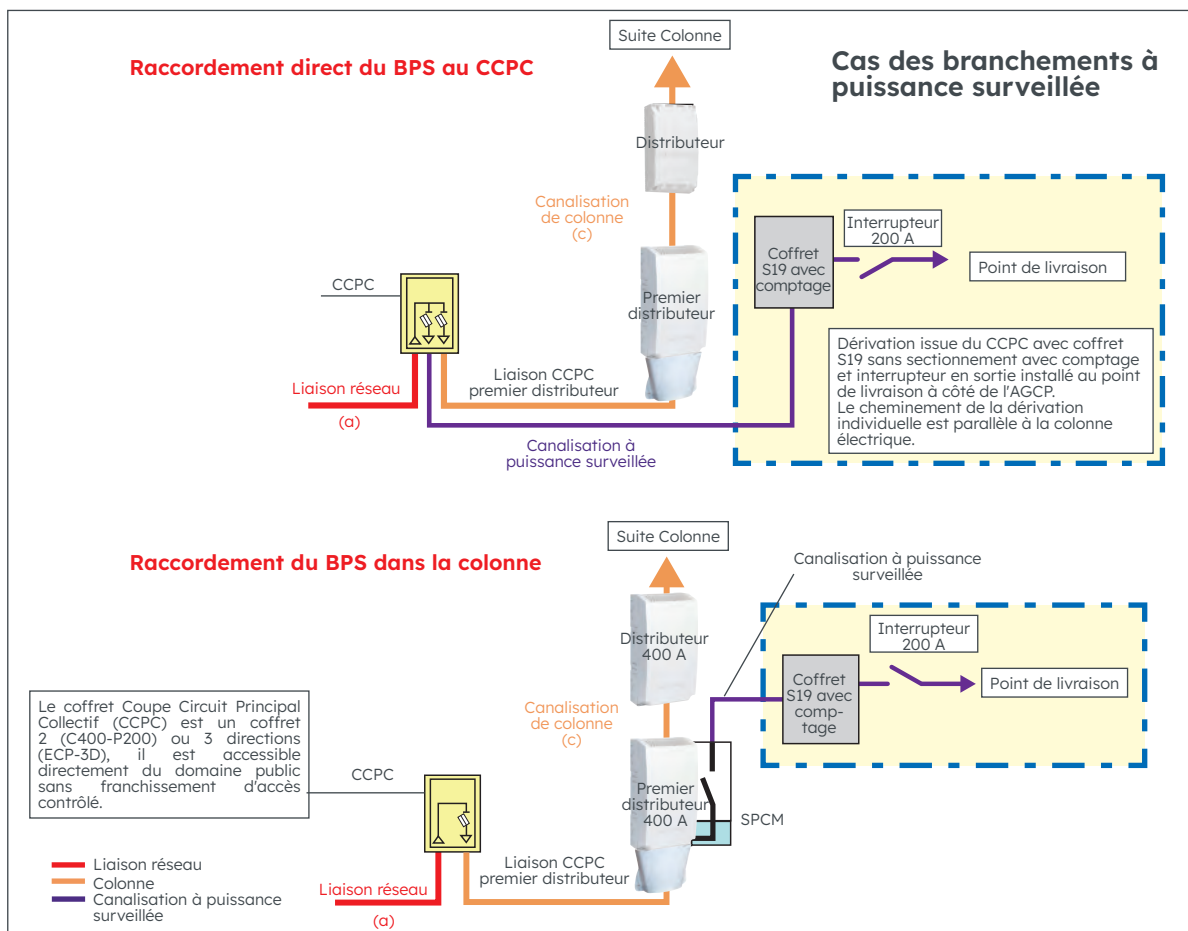 Suite Colonne
Raccordement direct du BPS au CCPC
Cas des branchements à
puissance surveillée
Distributeur
Canalisation
de colonne
(c)
Interrupteur
200 A
Coffret
S19 avec
comptage
Point de livraison
CCPC
Premier
distributeur
Dérivation issue du CCPC avec coffret
S19 sans sectionnement avec comptage
et interrupteur en sortie installé au point
de livraison à côté de l'AGCP.
Le cheminement de la dérivation
individuelle est parallèle à la colonne
électrique.
Liaison réseau
(a)
Liaison CCPC
premier distributeur
Canalisation à
puissance surveillée
Suite Colonne
Raccordement du BPS dans la colonne
Canalisation à puissance
surveillée
Distributeur
400 A
Interrupteur
200 A
Coffret
S19 avec
comp-
tage
Point de livraison
Le coffret Coupe Circuit Principal
Collectif (CCPC) est un coffret
2 (C400-P200) ou 3 directions
(ECP-3D), il est accessible
directement du domaine public
sans franchissement d'accès
contrôlé.
Canalisation
de colonne
(c)
CCPC
Premier
distributeur
400 A
SPCM
Liaison CCPC
premier distributeur
Liaison réseau
Colonne
Canalisation à puissance
surveillée
Liaison réseau
(a)